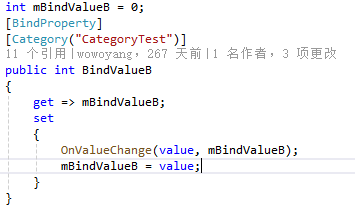 int mBindValueB = 0;
[BindProperty]
[Category("CategoryTest")]
11 个引用|wowoyang，267 天前|1 名作者，3 项更改
public int BindValueB
{
get => mBindValueB;
set
{
OnValueChange(value, mBindValueB);
mBindValueB = value;
}
}